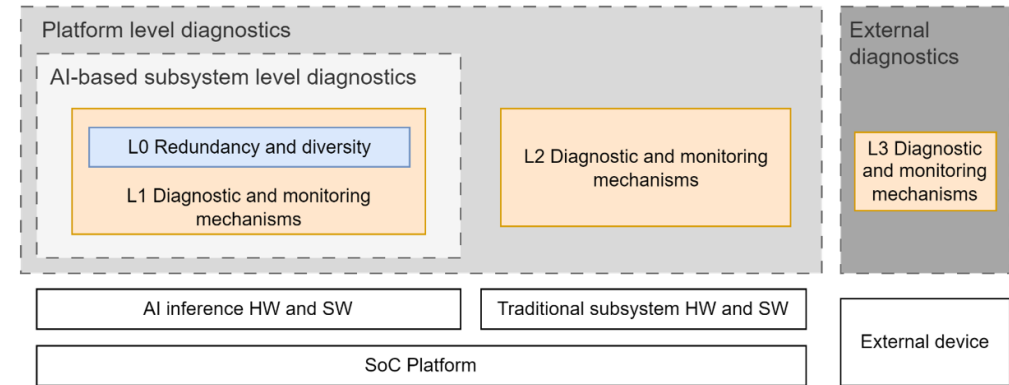 Platform level diagnostics
AI-based subsystem level diagnostics
L0 Redundancy and diversity
L1 Diagnostic and monitoring
mechanisms
L2 Diagnostic and monitoring
mechanisms
External
diagnostics
L3 Diagnostic
and monitoring
mechanisms
AI inference HW and SW
Traditional subsystem HW and SW
SoC Platform
External device